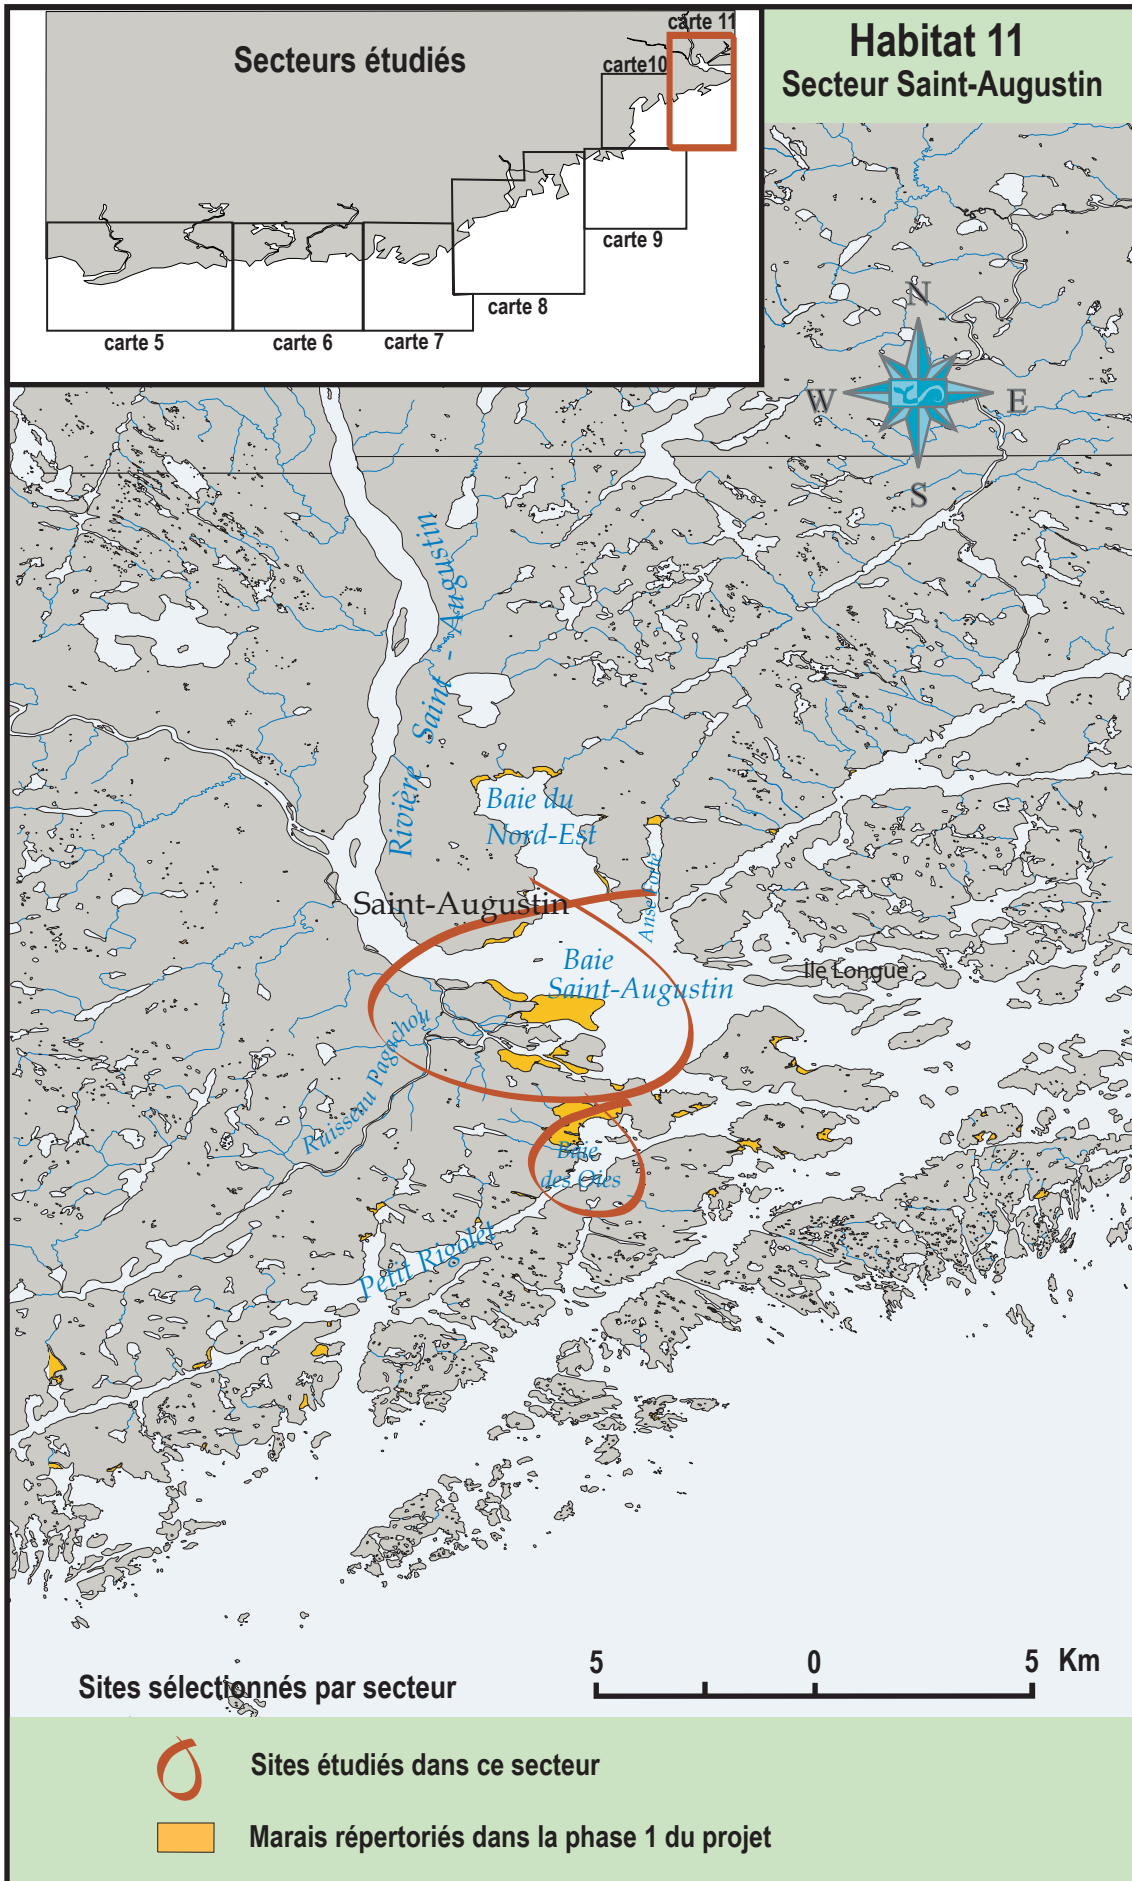 Secteurs étudiés
carte 11
carte10
carte 9
carte 8
carte 7
carte 6
carte 5
Habitat 11
Secteur Saint-Augustin
N
W
E
S
Rivière Saint - Augustin
Baie du
Nord-Est
Anse Porte
Saint-Augustin
Baie
Saint-Augustin
Île Longue
Ruisseau Pagachou
Baie
des Oies
Petit Rigolet
5 0 5 Km
Sites sélectionnés par secteur
Sites étudiés dans ce secteur
Marais répertoriés dans la phase 1 du projet